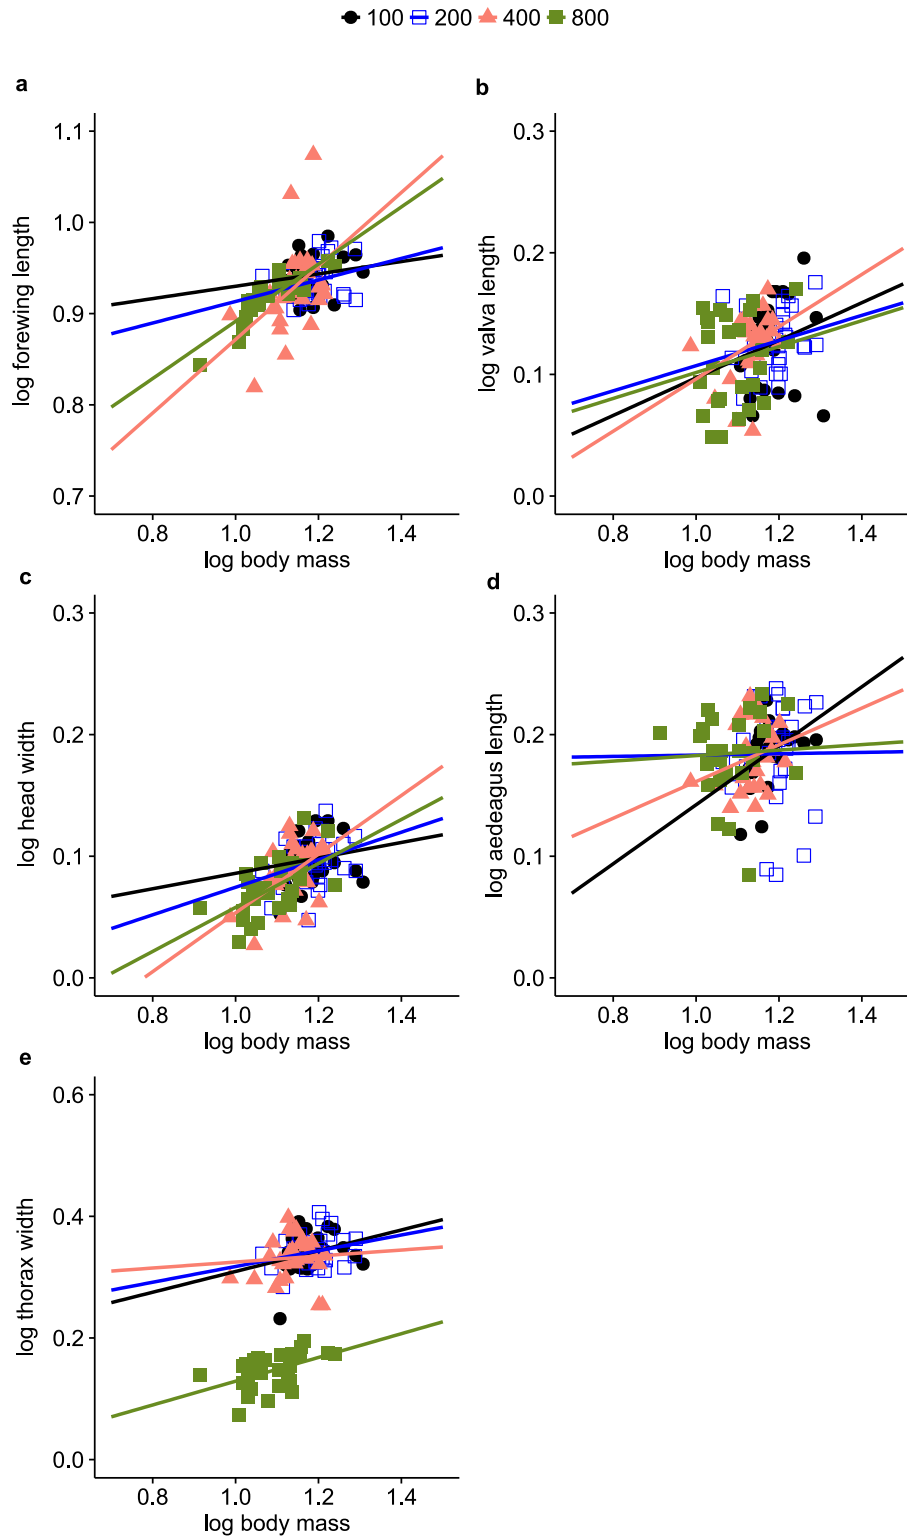 100 200 400 800
a
1.1
1.0
0.9
0.8
0.7
log forewing length
0.8 1.0 1.2 1.4
log body mass
b
0.3
0.2
0.1
0.0
log valva length
0.8 1.0 1.2 1.4
log body mass
c
0.3
0.2
0.1
0.0
log head width
0.8 1.0 1.2 1.4
log body mass
d
0.3
0.2
0.1
0.0
log aedeagus length
0.8 1.0 1.2 1.4
log body mass
e
0.6
0.4
0.2
0.0
log thorax width
0.8 1.0 1.2 1.4
log body mass